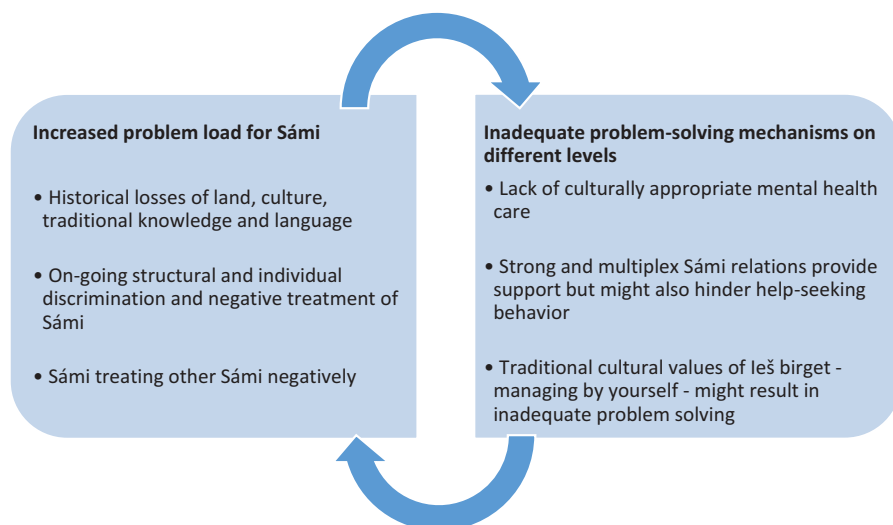 Increased problem load for Sámi
• Historical losses of land, culture,
traditional knowledge and language
• On-going structural and individual
discrimination and negative treatment of
Sámi
• Sámi treating other Sámi negatively
Inadequate problem-solving mechanisms on
different levels
• Lack of culturally appropriate mental health
care
• Strong and multiplex Sámi relations provide
support but might also hinder help-seeking
behavior
• Traditional cultural values of Ieš birget -
managing by yourself - might result in
inadequate problem solving